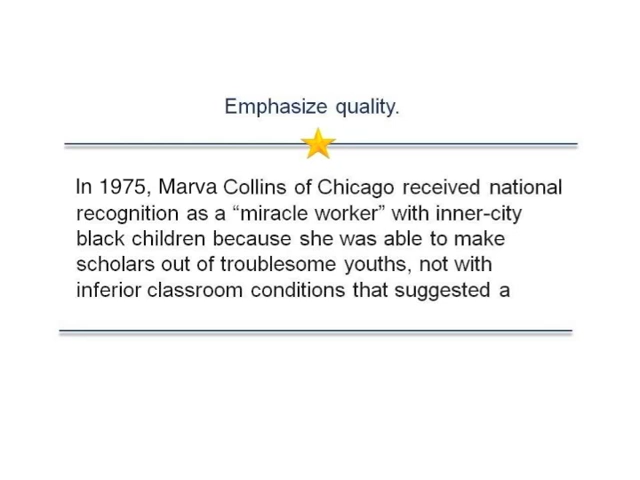 Emphasize quality.
In 1975, Marva Collins of Chicago received national
recognition as a “miracle worker” with inner-city
black children because she was able to make
scholars out of troublesome youths, not with
inferior classroom conditions that suggested a